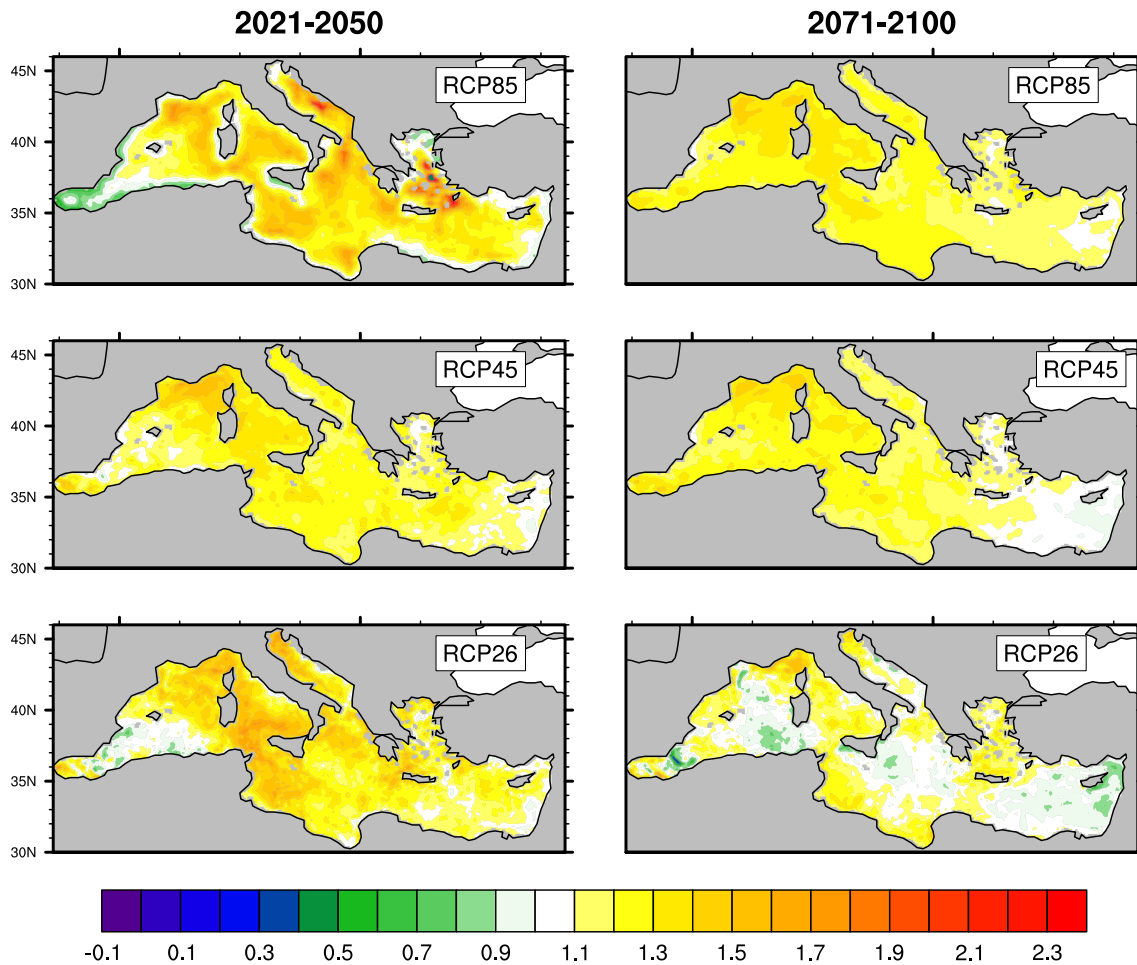 2021-2050 2071-2100
45N RCP85 RCP85
40N
35N
30N
45N RCP45 RCP45
40N
35N
30N
45N RCP26 RCP26
40N
35N
30N
-0.1 0.1 0.3 0.5 0.7 0.9 1.1 1.3 1.5 1.7 1.9 2.1 2.3